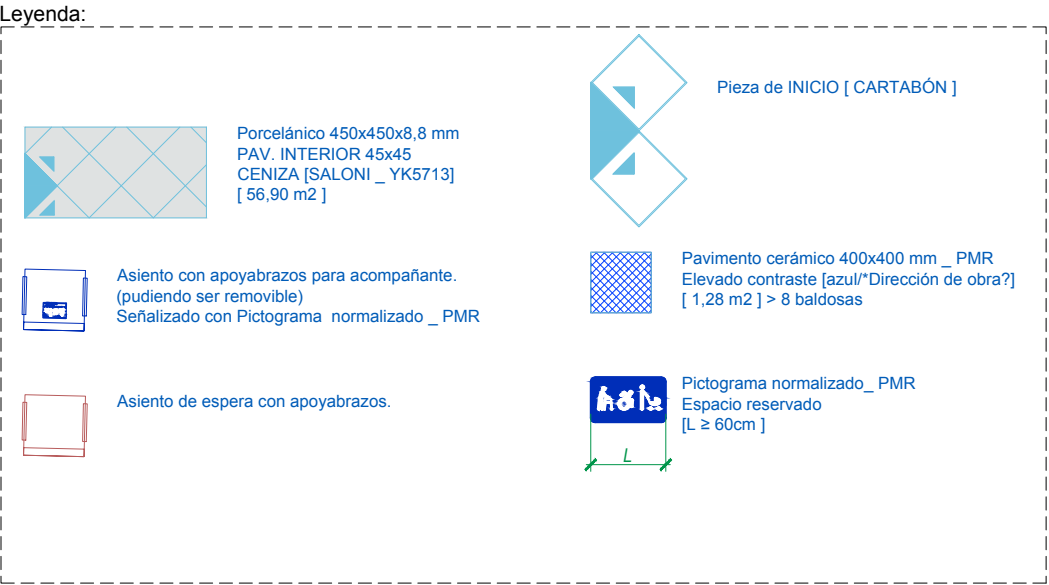 Leyenda:
Porcelánico 450x450x8,8 mm
PAV. INTERIOR 45x45
CENIZA [SALONI _ YK5713]
[ 56,90 m2 ]
Pieza de INICIO [ CARTABÓN ]
Asiento con apoyabrazos para acompañante.
(pudiendo ser removible)
Señalizado con Pictograma normalizado _ PMR
Pavimento cerámico 400x400 mm _ PMR
Elevado contraste [azul/*Dirección de obra?]
[ 1,28 m2 ] > 8 baldosas
Asiento de espera con apoyabrazos.
Pictograma normalizado_ PMR
Espacio reservado
[L ≥ 60cm ]
L